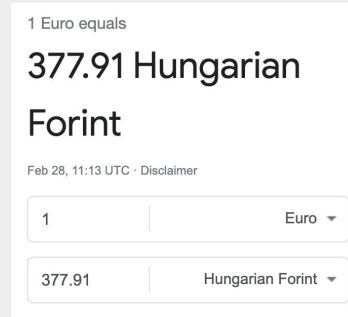 1 Euro equals
377.91 Hungarian
Forint
Feb 28, 11:13 UTC · Disclaimer
1 Euro
377.91 Hungarian Forint